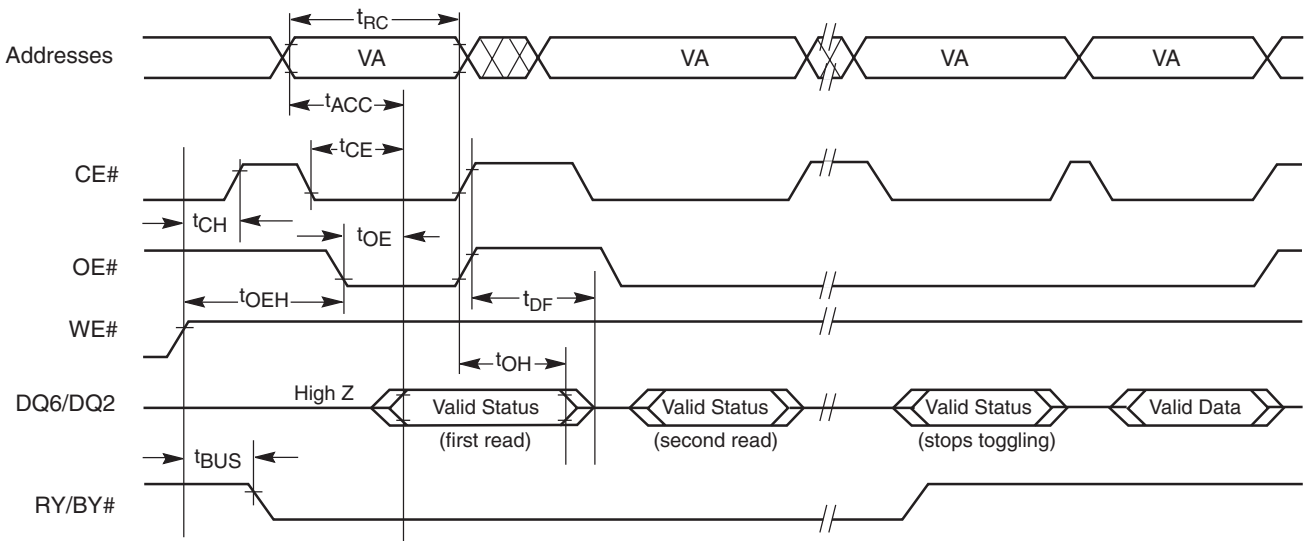 tRC
Addresses VA VA VA VA
tACC
tCE
CE#
tCH tOE
OE#
tOEH tDF
WE#
tOH
High Z
DQ6/DQ2 Valid Status Valid Status Valid Status Valid Data
(first read) (second read) (stops toggling)
tBUS
RY/BY#